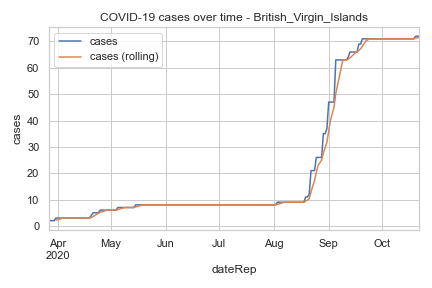 COVID-19 cases over time - British_Virgin_Islands
cases
cases (rolling)
70
60
50
40
30
20
10
0
cases
Apr
2020
May
Jun
Jul
Aug
Sep
Oct
dateRep